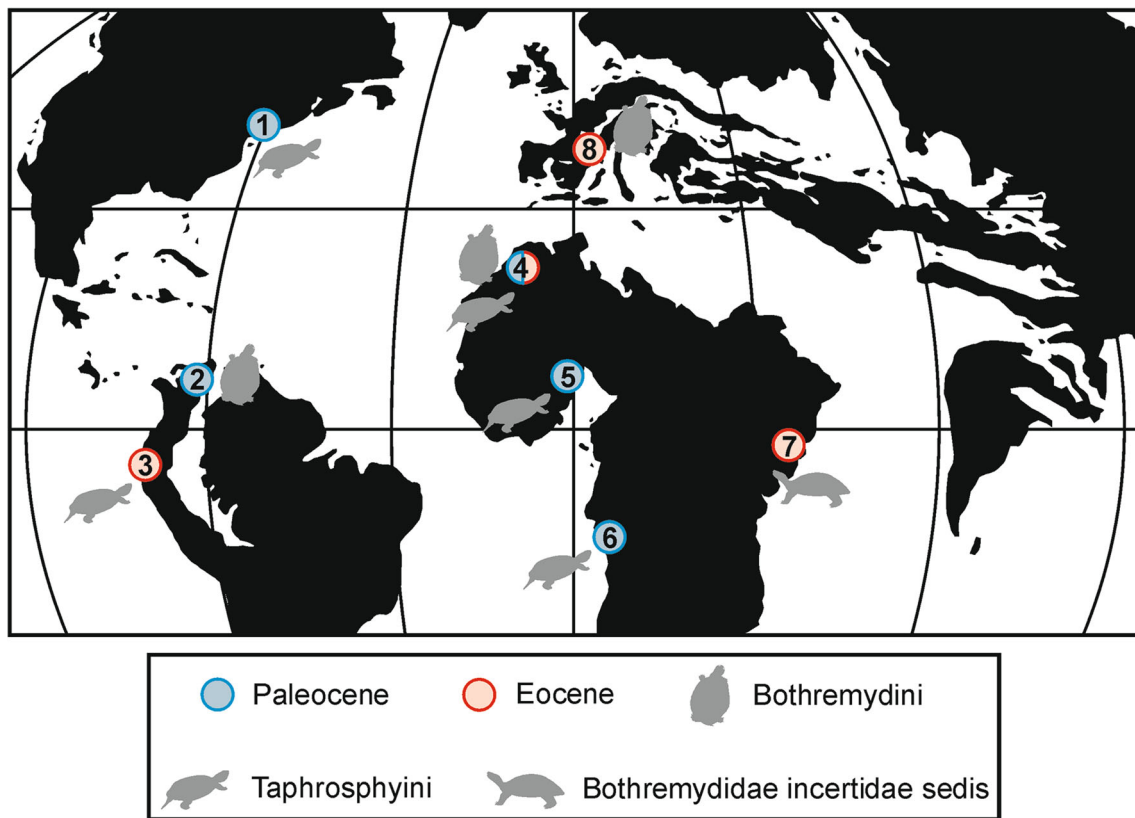 1
8
4
2
5
3
7
6
Paleocene
Eocene
Bothremydini
Taphrosphyini
Bothremydidae incertidae sedis